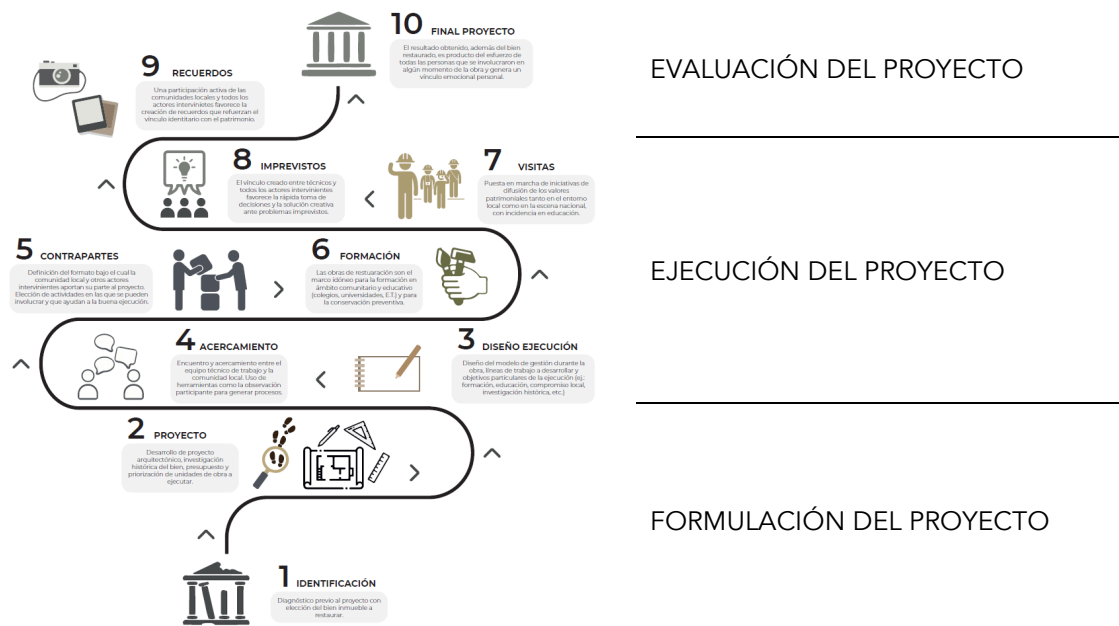 10 FINAL PROYECTO
El resultado obtenido, además del bien
restaurado, es producto del esfuerzo de
todas las personas que se involucraron en
algún momento de la obra y genera un
vínculo emocional personal.
9 RECUERDOS
Una participación activa de las
comunidades locales y todos los
actores intervinietes favorece la
creación de recuerdos que refuerzan el
vínculo identitario con el patrimonio.
EVALUACIÓN DEL PROYECTO
8 IMPREVISTOS
El vínculo creado entre técnicos y
todos los actores intervinientes
favorece la rápida toma de
decisiones y la solución creativa
ante problemas imprevistos.
7 VISITAS
Puesta en marcha de iniciativas de
difusión de los valores
patrimoniales tanto en el entorno
local como en la escena nacional,
con incidencia en educación.
5 CONTRAPARTES
Definición del formato bajo el cual la
comunidad local y otros actores
intervinientes aportan su parte al proyecto.
Elección de actividades en las que se pueden
involucrar y que ayudan a la buena ejecución.
6 FORMACIÓN
Las obras de restuaración son el
marco idóneo para la formación en
ámbito comunitario y educativo
(colegios, univenidades, E.T.) y para
la conservación preventiva.
EJECUCIÓN DEL PROYECTO
4 ACERCAMIENTO
Encuentro y acercamiento entre el
equipo técnico de trabajo y la
comunidad local. Uso de
herramientas como la observación
participante para generar procesos.
3 DISEÑO EJECUCIÓN
Diseño del modelo de gestión durante la
obra, líneas de trabajo a desarrollar y
objetivos particulares de la ejecución (ej.:
formación, educación, compromiso local,
investigación histórica, etc.)
2 PROYECTO
Desarrollo de proyecto
arquitectónico, investigación
histórica del bien, presupuesto y
priorización de unidades de obra a
ejecutar.
FORMULACIÓN DEL PROYECTO
1 IDENTIFICACIÓN
Diagnóstico previo al proyecto con
elección del bien inmueble a
restaurar.